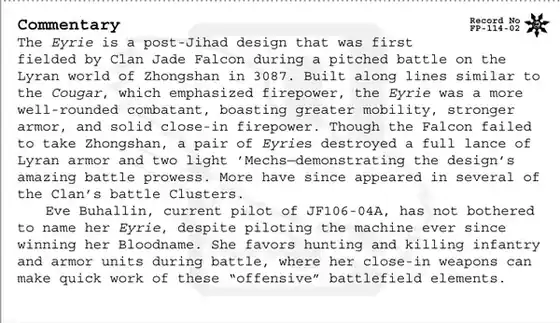 Commentary
Record No
FP-114-02
The Eyrie is a post-Jihad design that was first
fielded by Clan Jade Falcon during a pitched battle on the
Lyran world of Zhongshan in 3087. Built along lines similar to
the Cougar, which emphasized firepower, the Eyrie was a more
well-rounded combatant, boasting greater mobility, stronger
armor, and solid close-in firepower. Though the Falcon failed
to take Zhongshan, a pair of Eyries destroyed a full lance of
Lyran armor and two light ’Mechs—demonstrating the design’s
amazing battle prowess. More have since appeared in several of
the Clan’s battle Clusters.
Eve Buhallin, current pilot of JF106-04A, has not bothered
to name her Eyrie, despite piloting the machine ever since
winning her Bloodname. She favors hunting and killing infantry
and armor units during battle, where her close-in weapons can
make quick work of these “offensive” battlefield elements.